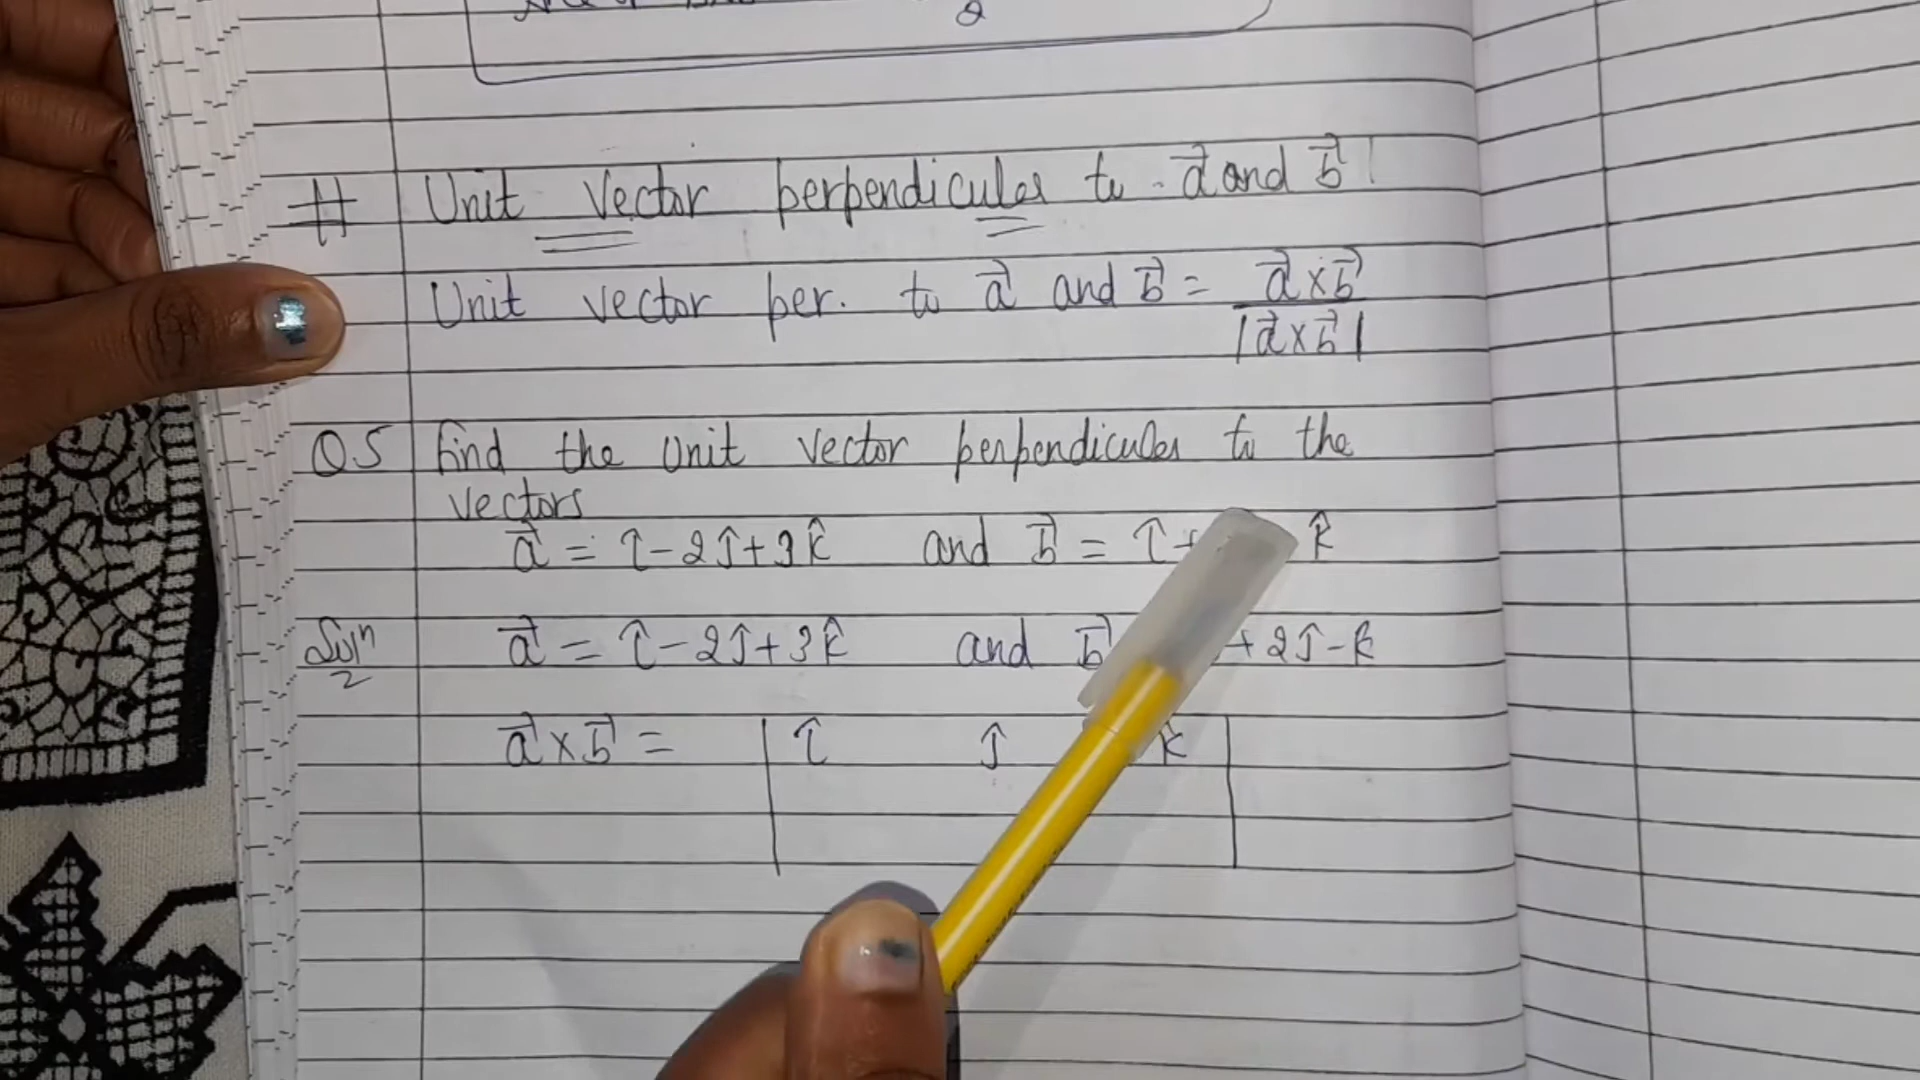 2
# Unit vector perpendicular to a⃗ and b⃗
Unit vector per. to a⃗ and b⃗ = a⃗×b⃗
|a⃗×b⃗|
Q5 find the unit vector perpendicular to the
vectors
a⃗ = î-2ĵ+3k̂ and b⃗ = î+ k̂
Solⁿ a⃗ = î-2ĵ+3k̂ and b⃗ +2ĵ-k̂
a⃗×b⃗ = | î ĵ k̂ |